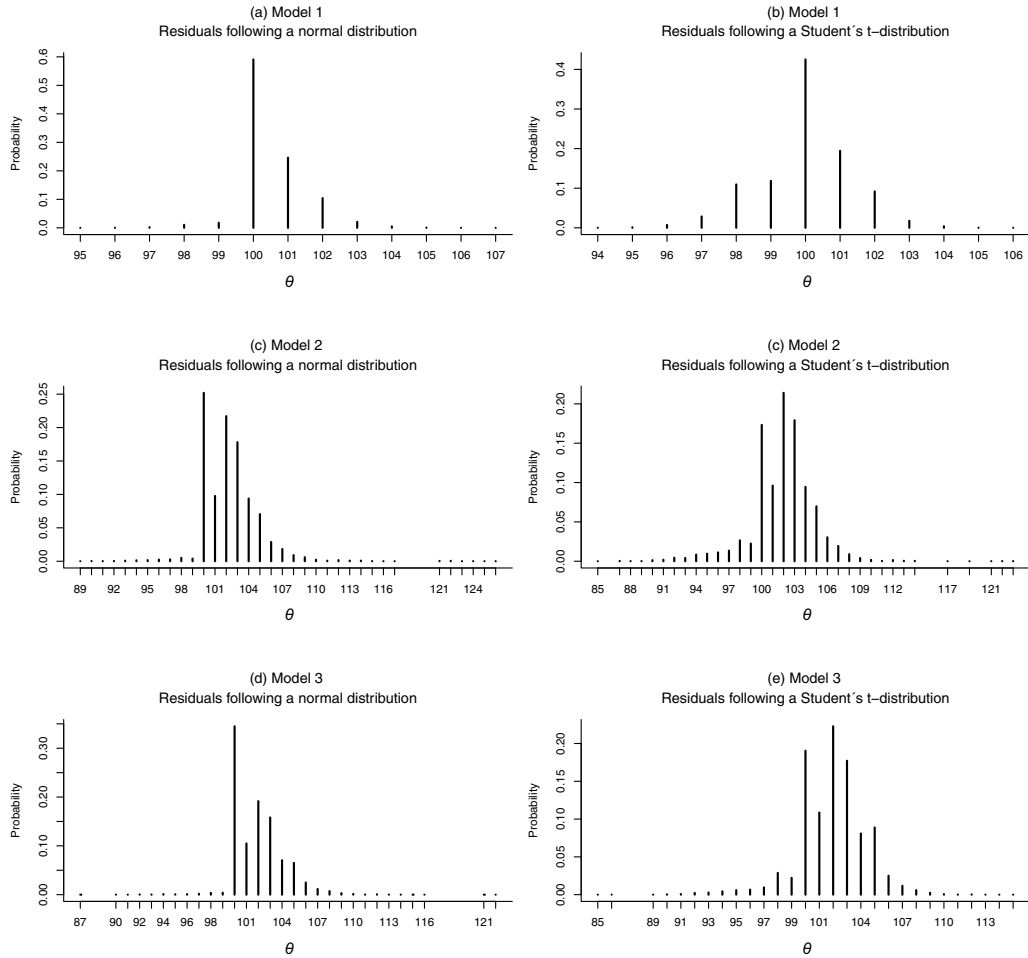 (a) Model 1
Residuals following a normal distribution
Probability
0.0 0.1 0.2 0.3 0.4 0.5 0.6
95 96 97 98 99 100 101 102 103 104 105 106 107
θ
(b) Model 1
Residuals following a Student´s t−distribution
Probability
0.0 0.1 0.2 0.3 0.4
94 95 96 97 98 99 100 101 102 103 104 105 106
θ
(c) Model 2
Residuals following a normal distribution
Probability
0.00 0.05 0.10 0.15 0.20 0.25
89 92 95 98 101 104 107 110 113 116 121 124
θ
(c) Model 2
Residuals following a Student´s t−distribution
Probability
0.00 0.05 0.10 0.15 0.20
85 88 91 94 97 100 103 106 109 112 117 121
θ
(d) Model 3
Residuals following a normal distribution
Probability
0.00 0.10 0.20 0.30
87 90 92 94 96 98 101 104 107 110 113 116 121
θ
(e) Model 3
Residuals following a Student´s t−distribution
Probability
0.00 0.05 0.10 0.15 0.20
85 89 91 93 95 97 99 101 104 107 110 113
θ